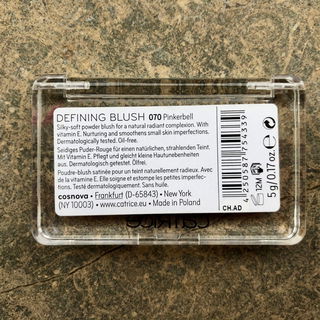 DEFINING BLUSH 070 Pinkerbell
Silky-soft powder blush for a natural radiant complexion. With
vitamin E. Nurturing and smoothens small skin imperfections.
Dermatologically tested. Oil-free.
Seidiges Puder-Rouge für einen natürlichen, strahlenden Teint.
Mit Vitamin E. Pflegt und gleicht kleine Hautunebenheiten
aus. Dermatologisch getestet. Ölfrei.
Poudre-blush satinée pour un teint naturellement radieux. Avec
de la vitamine E. Soigne et estompe les petites imperfec-
tions. Testé dermatologiquement. Sans huile.
cosnova • Frankfurt (D-65843) • New York
(NY 10003) • www.catrice.eu • Made in Poland
4250587754339
12M
5g/0.17oz.e
CH.AD